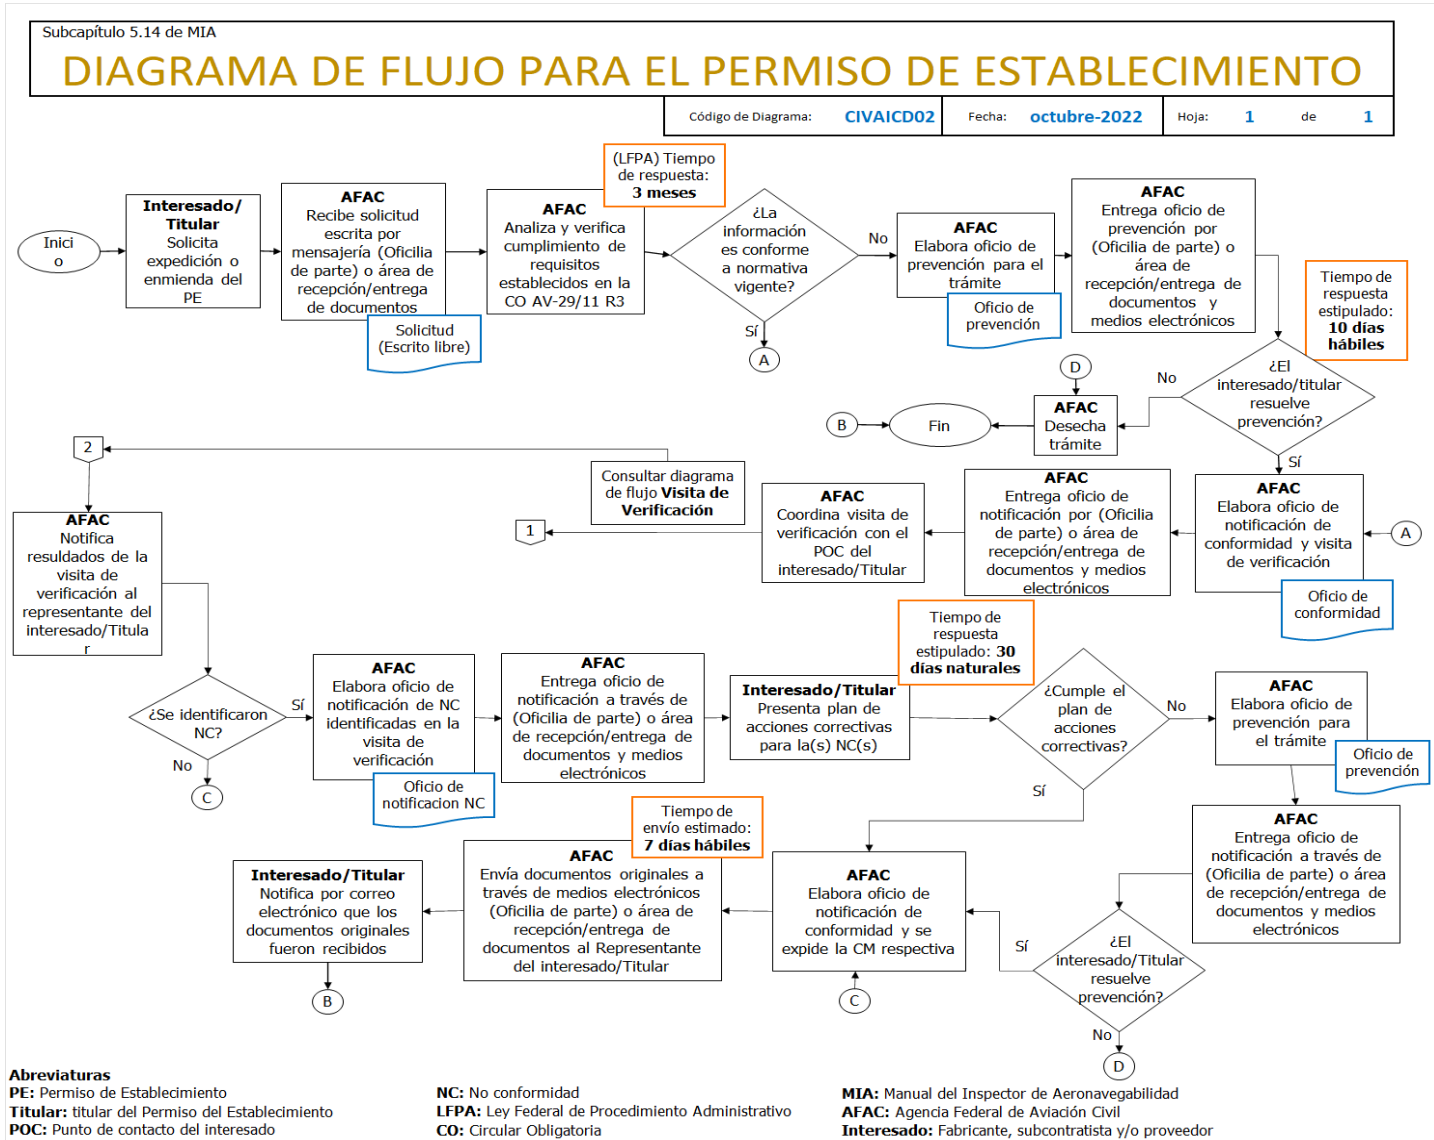 Subcapítulo 5.14 de MIA
DIAGRAMA DE FLUJO PARA EL PERMISO DE ESTABLECIMIENTO
Código de Diagrama: CIVAICD02 Fecha: octubre-2022 Hoja: 1 de 1
Inici
o
Interesado/
Titular
Solicita
expedición o
enmienda del
PE
AFAC
Recibe solicitud
escrita por
mensajería (Oficilia
de parte) o área de
recepción/entrega
de documentos
Solicitud
(Escrito libre)
AFAC
Analiza y verifica
cumplimiento de
requisitos
establecidos en la
CO AV-29/11 R3
(LFPA) Tiempo
de respuesta:
3 meses
¿La
información
es conforme
a normativa
vigente?
No
Sí
A
AFAC
Elabora oficio de
prevención para el
trámite
Oficio de
prevención
AFAC
Entrega oficio de
prevención por
(Oficilia de parte) o
área de
recepción/entrega de
documentos y
medios electrónicos
Tiempo de
respuesta
estipulado:
10 días
hábiles
¿El
interesado/titular
resuelve
prevención?
No
Sí
D
AFAC
Desecha
trámite
Fin
B
AFAC
Elabora oficio de
notificación de
conformidad y visita
de verificación
A
Oficio de
conformidad
AFAC
Entrega oficio de
notificación por (Oficilia
de parte) o área de
recepción/entrega de
documentos y medios
electrónicos
AFAC
Coordina visita de
verificación con el
POC del
interesado/Titular
1
Consultar diagrama
de flujo Visita de
Verificación
2
AFAC
Notifica
resuldados de la
visita de
verificación al
representante del
interesado/Titula
r
¿Se identificaron
NC?
Sí
No
C
AFAC
Elabora oficio de
notificación de NC
identificadas en la
visita de
verificación
Oficio de
notificacion NC
AFAC
Entrega oficio de
notificación a través de
(Oficilia de parte) o área
de recepción/entrega de
documentos y medios
electrónicos
Interesado/Titular
Presenta plan de
acciones correctivas
para la(s) NC(s)
Tiempo de
respuesta
estipulado: 30
días naturales
¿Cumple el
plan de
acciones
correctivas?
No
Sí
AFAC
Elabora oficio de
prevención para
el trámite
Oficio de
prevención
AFAC
Entrega oficio de
notificación a través de
(Oficilia de parte) o área
de recepción/entrega de
documentos y medios
electrónicos
¿El
interesado/Titular
resuelve
prevención?
Sí
No
D
AFAC
Elabora oficio de
notificación de
conformidad y se
expide la CM respectiva
C
Tiempo de
envío estimado:
7 días hábiles
AFAC
Envía documentos originales a
través de medios electrónicos
(Oficilia de parte) o área de
recepción/entrega de
documentos al Representante
del interesado/Titular
Interesado/Titular
Notifica por correo
electrónico que los
documentos originales
fueron recibidos
B
Abreviaturas
PE: Permiso de Establecimiento
Titular: titular del Permiso del Establecimiento
POC: Punto de contacto del interesado
NC: No conformidad
LFPA: Ley Federal de Procedimiento Administrativo
CO: Circular Obligatoria
MIA: Manual del Inspector de Aeronavegabilidad
AFAC: Agencia Federal de Aviación Civil
Interesado: Fabricante, subcontratista y/o proveedor